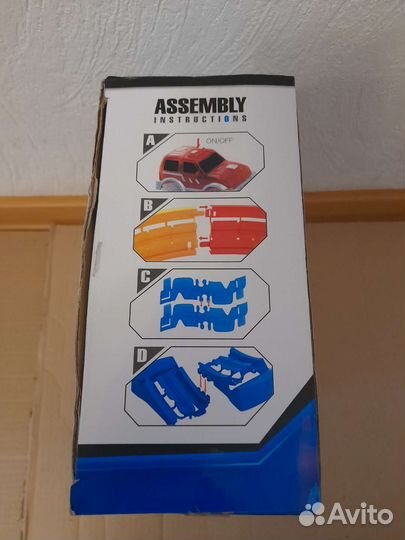 ASSEMBLY
INSTRUCTIONS
A
ON/OFF
B
C
D
Avito